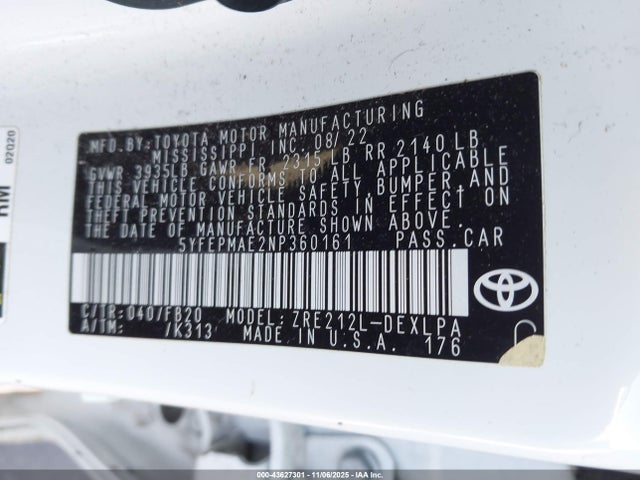 MFD.BY:TOYOTA MOTOR MANUFACTURING
MISSISSIPPI, INC. 08/22
GVWR 3935LB GAWR FR 2315 LB RR 2140 LB
THIS VEHICLE CONFORMS TO ALL APPLICABLE
FEDERAL MOTOR VEHICLE SAFETY, BUMPER, AND
THEFT PREVENTION STANDARDS IN EFFECT ON
THE DATE OF MANUFACTURE SHOWN ABOVE.
5YFEPMAE2NP360161 PASS.CAR
C/TR: 040/FB20 MODEL: ZRE212L-DEXLPA
A/TM: /K313 MADE IN U.S.A. 176
02020
RM
000-43627301 - 11/06/2025 - IAA Inc.